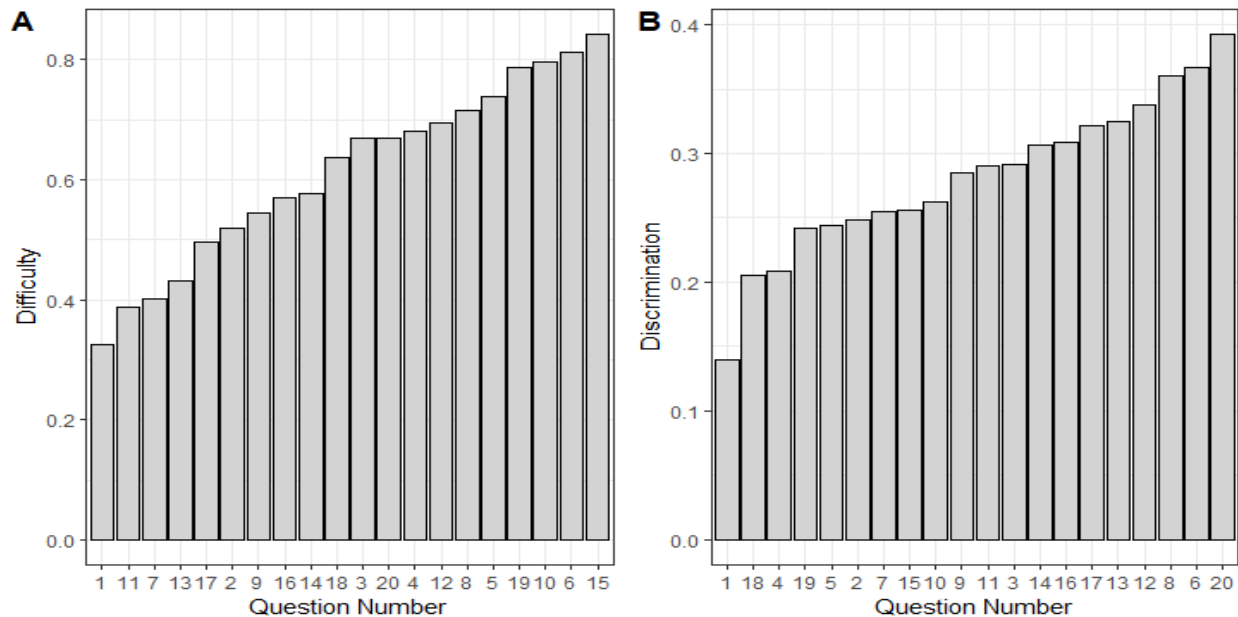 A
Difficulty
0.8
0.6
0.4
0.2
0.0
1 11 7 13 17 2 9 16 14 18 3 20 4 12 8 5 19 10 6 15
Question Number
B
Discrimination
0.4
0.3
0.2
0.1
0.0
1 18 4 19 5 2 7 15 10 9 11 3 14 16 17 13 12 8 6 20
Question Number